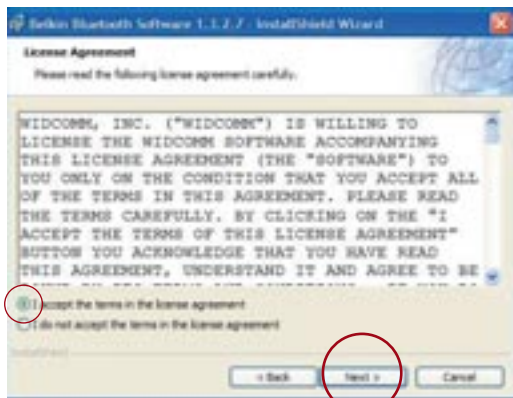 Belkin Bluetooth Software 1.3.2.7 - InstallShield Wizard
License Agreement
Please read the following license agreement carefully.
WIDCOMM, INC. ("WIDCOMM") IS WILLING TO
LICENSE THE WIDCOMM SOFTWARE ACCOMPANYING
THIS LICENSE AGREEMENT (THE "SOFTWARE") TO
YOU ONLY ON THE CONDITION THAT YOU ACCEPT ALL
OF THE TERMS IN THIS AGREEMENT. PLEASE READ
THE TERMS CAREFULLY. BY CLICKING ON THE "I
ACCEPT THE TERMS OF THIS LICENSE AGREEMENT"
BUTTON YOU ACKNOWLEDGE THAT YOU HAVE READ
THIS AGREEMENT, UNDERSTAND IT AND AGREE TO BE
I accept the terms in the license agreement
I do not accept the terms in the license agreement
InstallShield
< Back Next > Cancel